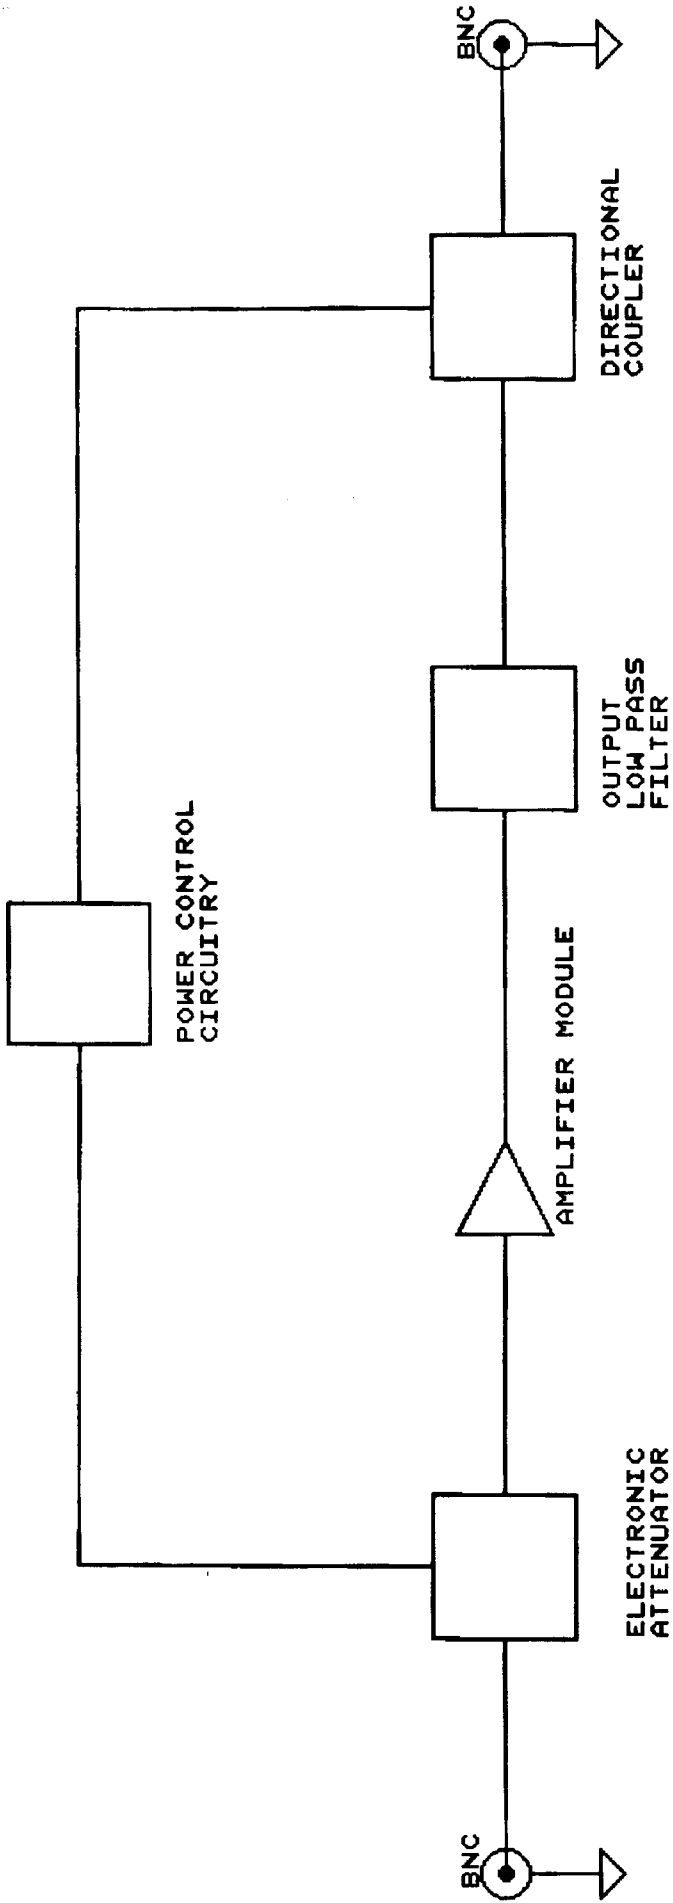 POWER CONTROL
CIRCUITRY
BNC
ELECTRONIC
ATTENUATOR
AMPLIFIER MODULE
OUTPUT
LOW PASS
FILTER
DIRECTIONAL
COUPLER
BNC